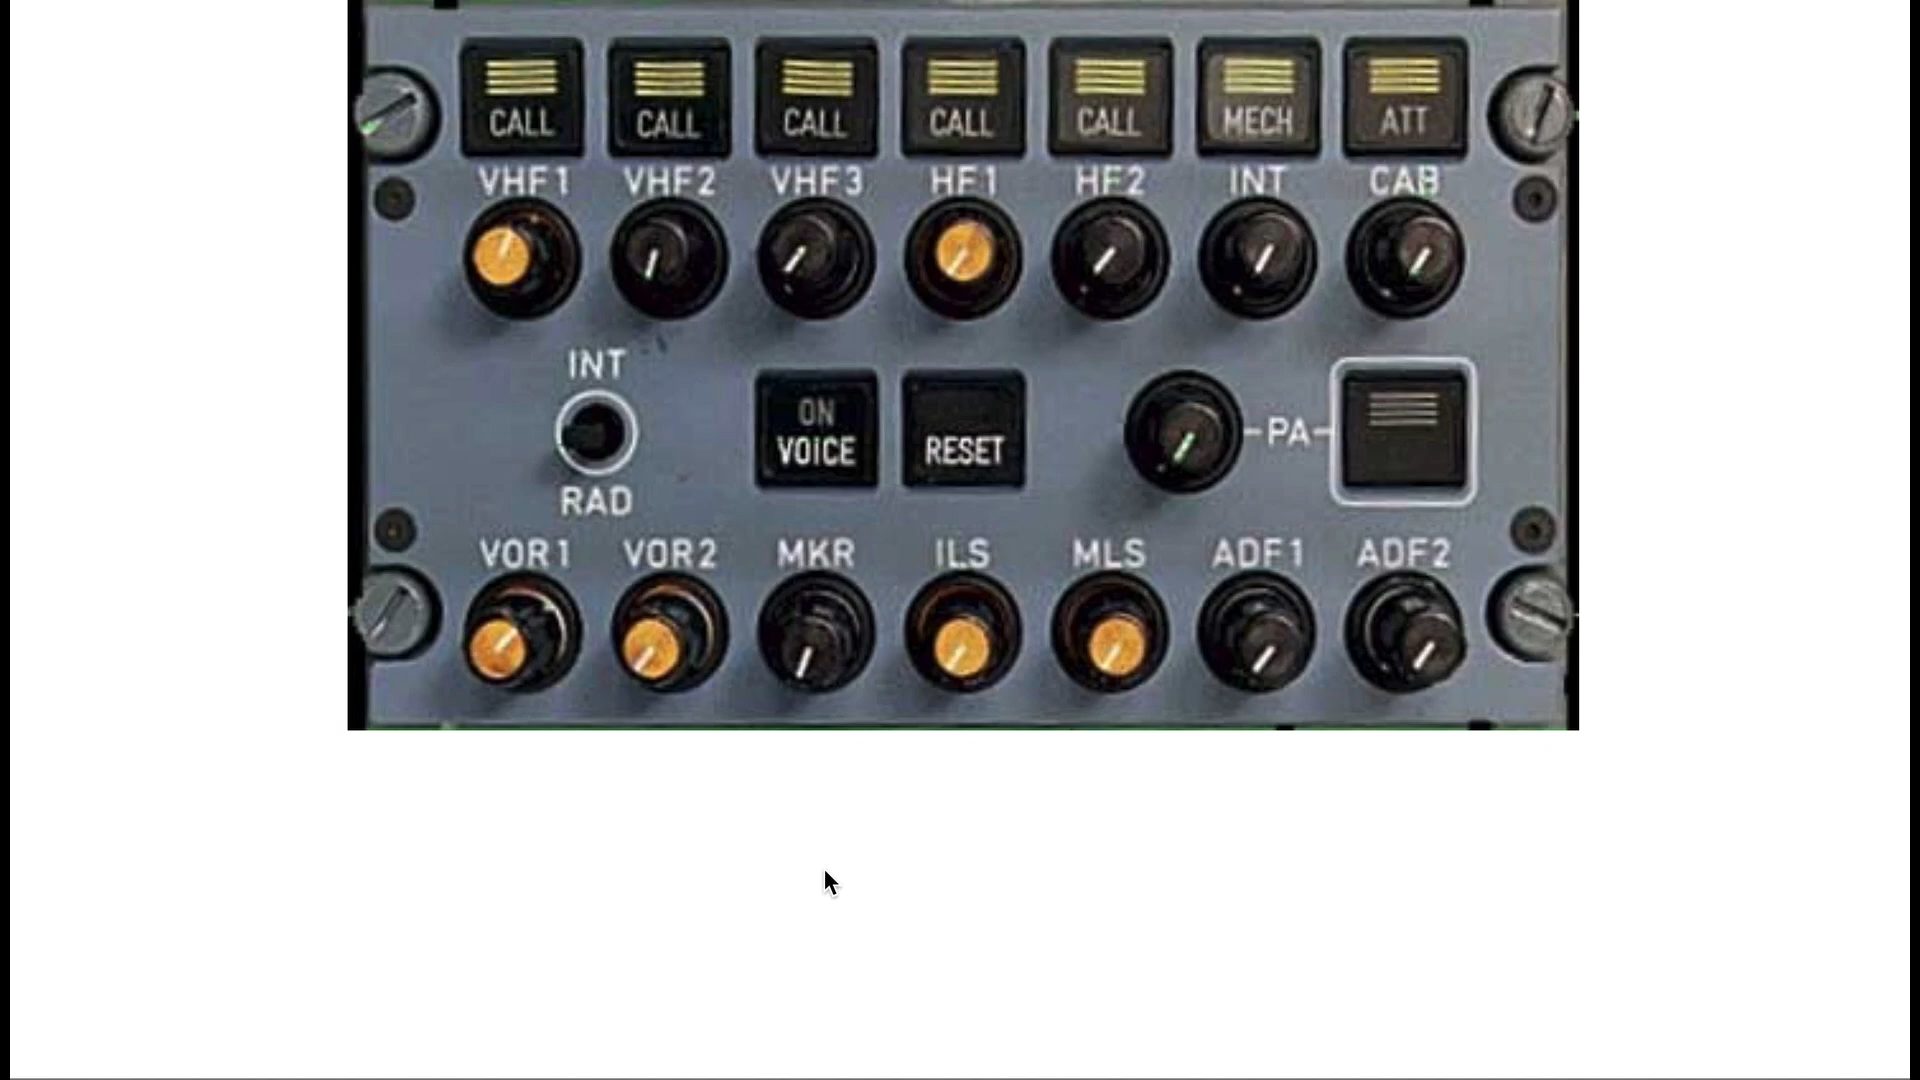 CALL CALL CALL CALL CALL MECH ATT
VHF1 VHF2 VHF3 HF1 HF2 INT CAB
INT
ON
VOICE RESET PA
RAD
VOR1 VOR2 MKR ILS MLS ADF1 ADF2